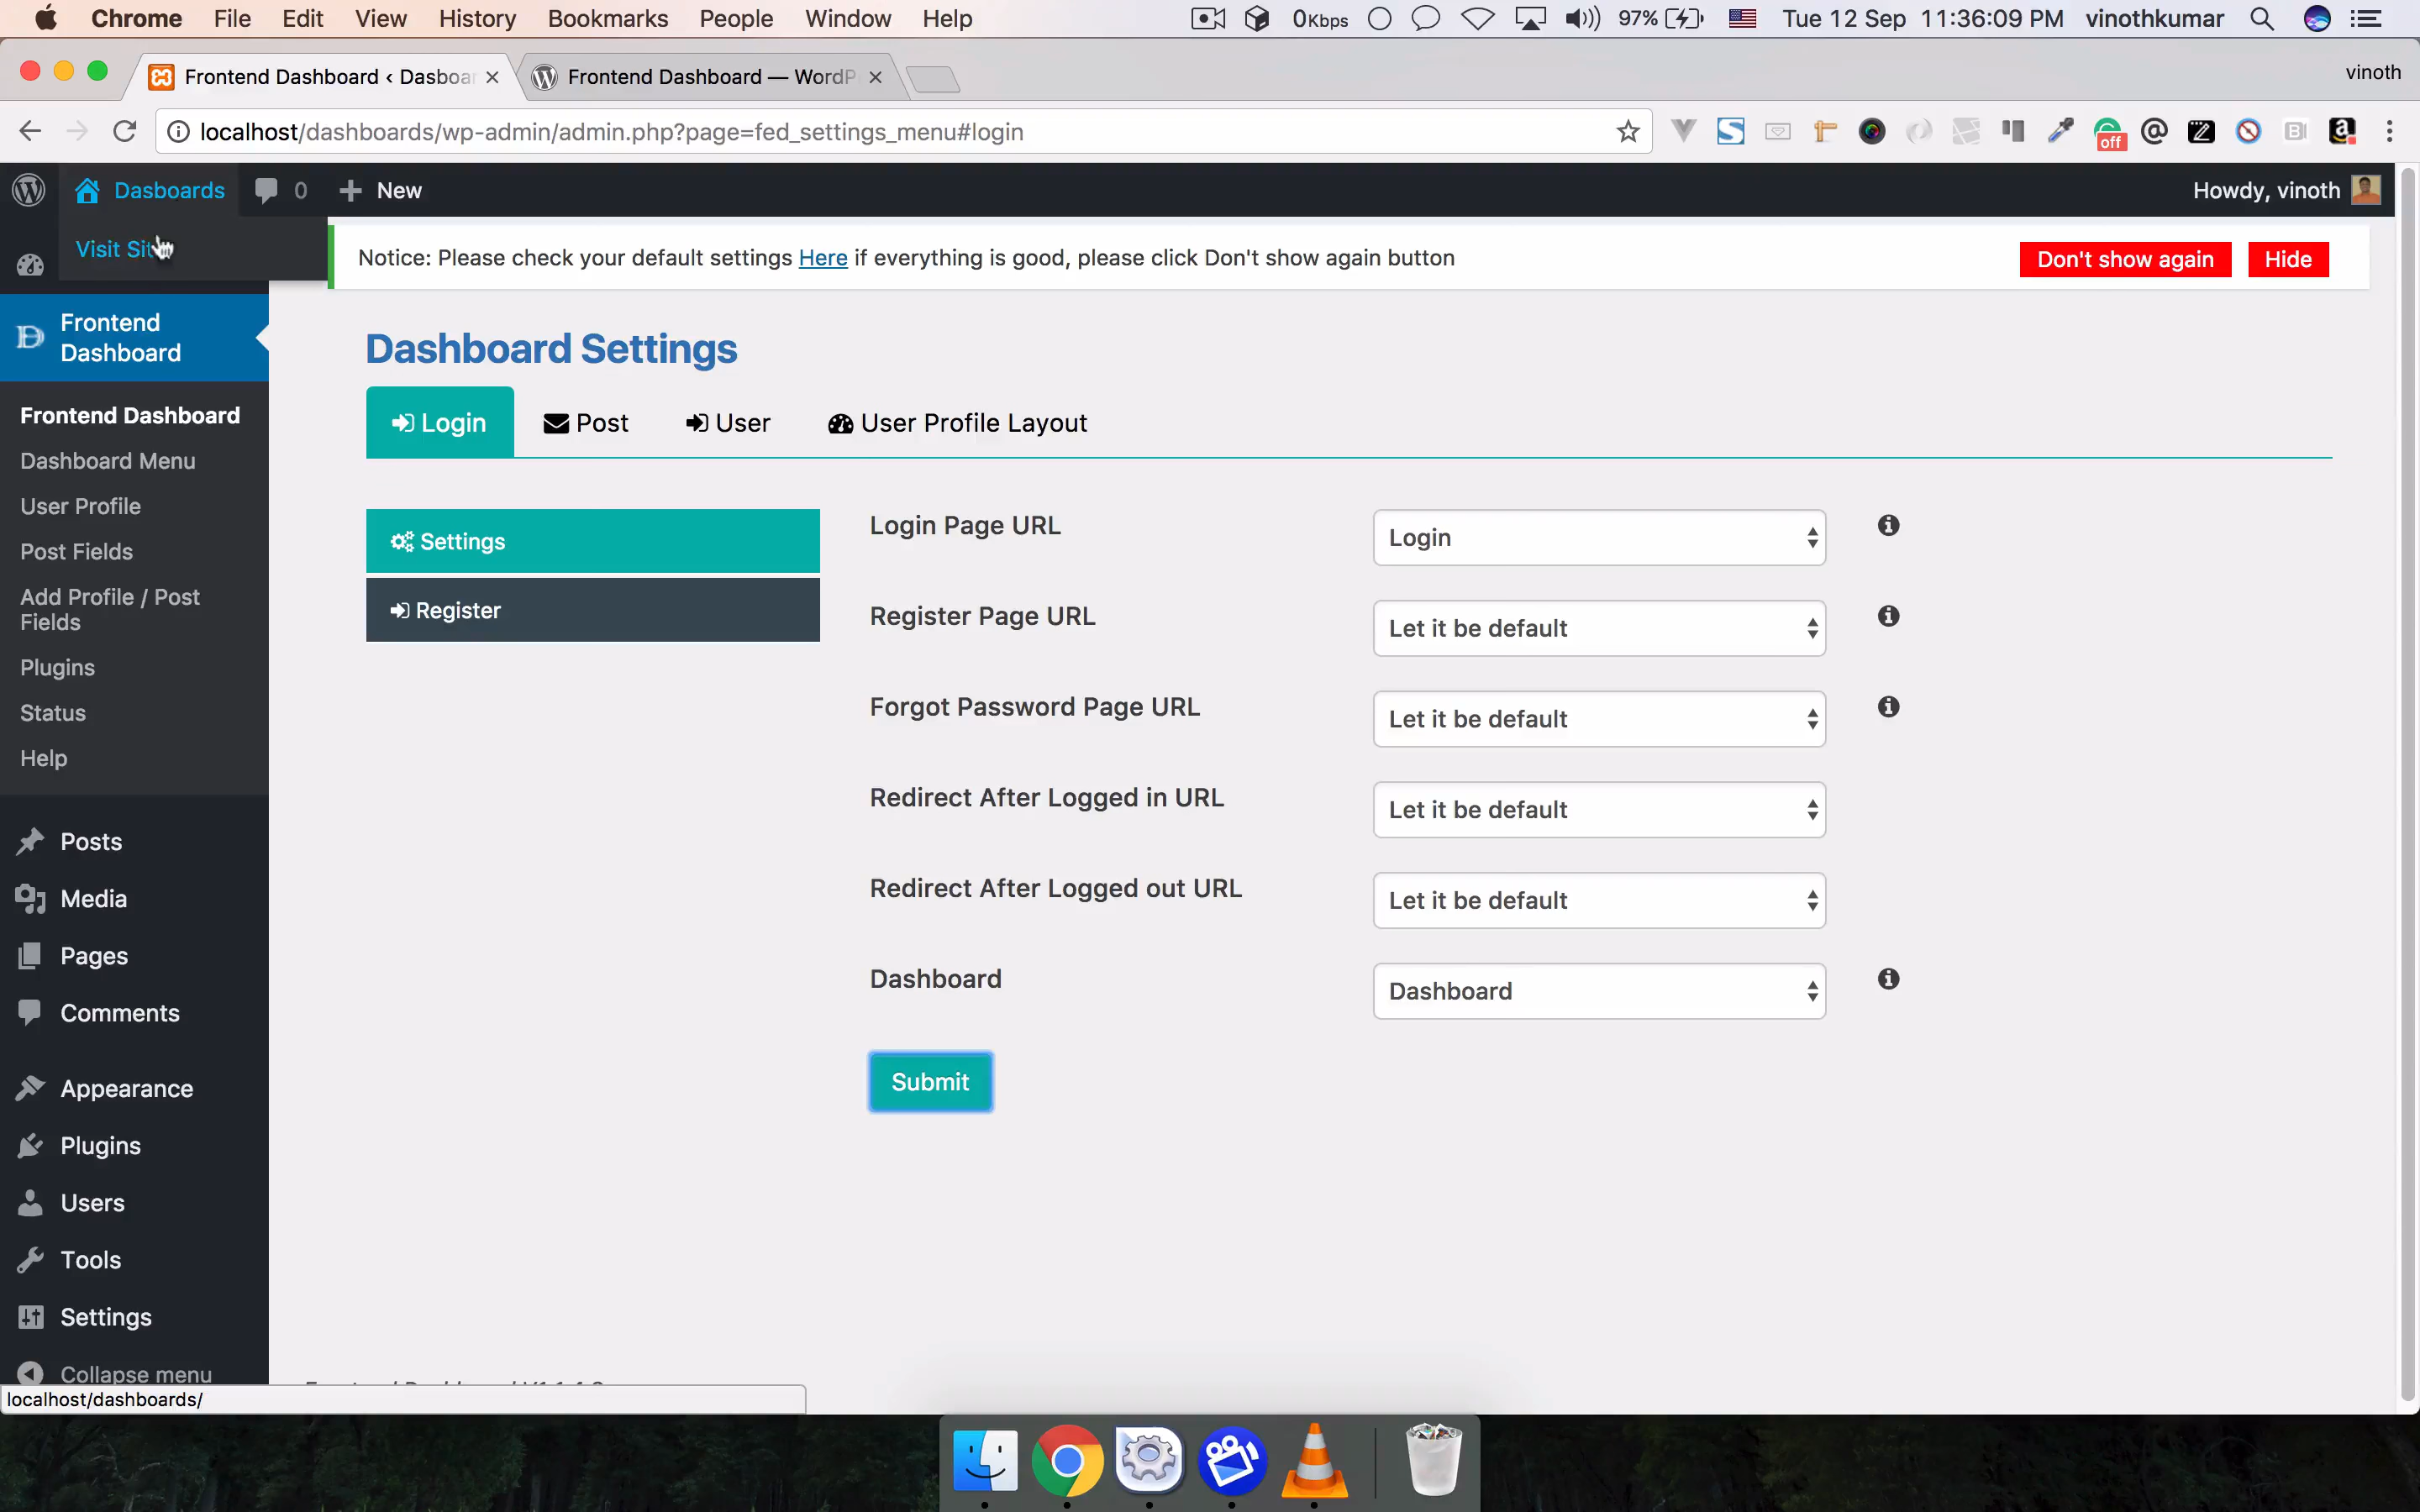 Chrome File Edit View History Bookmarks People Window Help 0Kbps 97% Tue 12 Sep 11:36:09 PM vinothkumar
Frontend Dashboard ‹ Dasboar Frontend Dashboard — WordP vinoth
localhost/dashboards/wp-admin/admin.php?page=fed_settings_menu#login off
Dasboards 0 New Howdy, vinoth
Visit Sit
Notice: Please check your default settings Here if everything is good, please click Don't show again button Don't show again Hide
Frontend
Dashboard
Frontend Dashboard
Dashboard Menu
User Profile
Post Fields
Add Profile / Post
Fields
Plugins
Status
Help
Posts
Media
Pages
Comments
Appearance
Plugins
Users
Tools
Settings
Collapse menu
Dashboard Settings
Login Post User User Profile Layout
Settings
Register
Login Page URL Login
Register Page URL Let it be default
Forgot Password Page URL Let it be default
Redirect After Logged in URL Let it be default
Redirect After Logged out URL Let it be default
Dashboard Dashboard
Submit
localhost/dashboards/